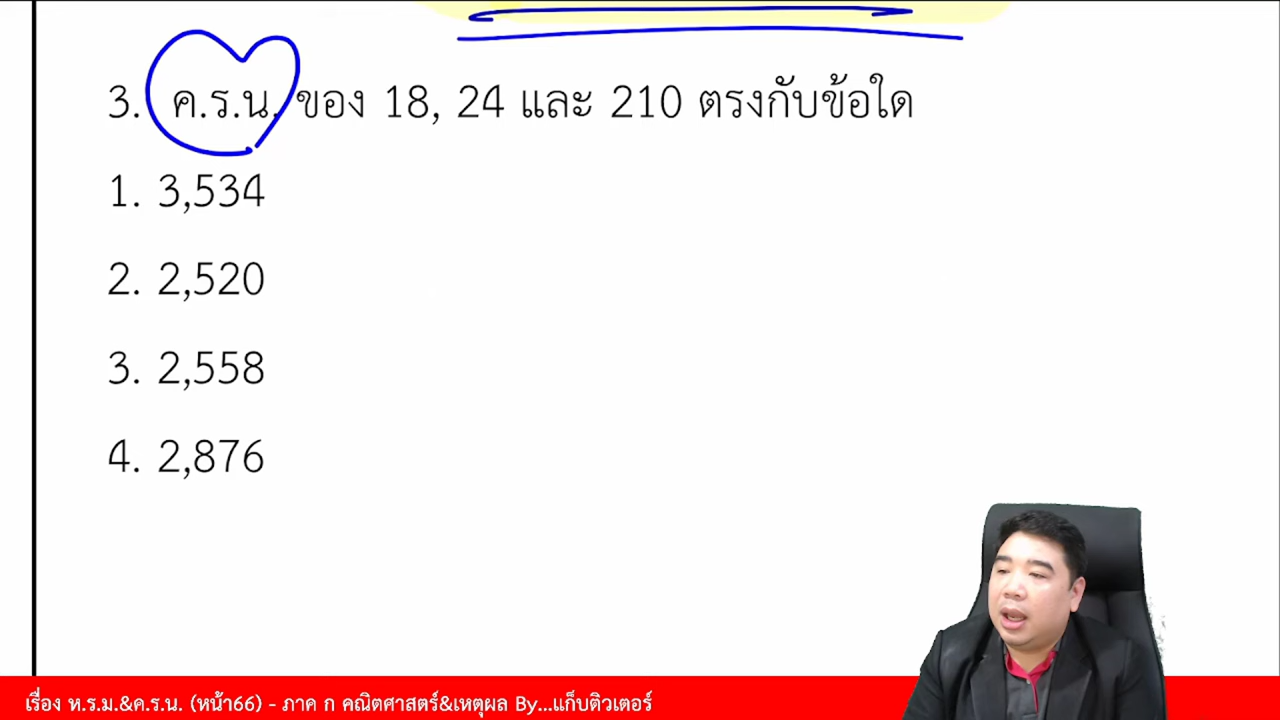 3. ค.ร.น. ของ 18, 24 และ 210 ตรงกับข้อใด
1. 3,534
2. 2,520
3. 2,558
4. 2,876
เรื่อง ห.ร.ม.&ค.ร.น. (หน้า66) - ภาค ก คณิตศาสตร์&เหตุผล By...แก็บติวเตอร์